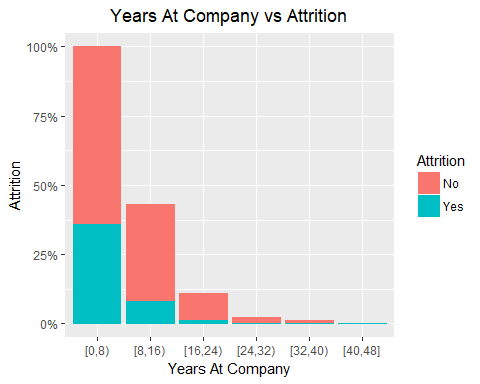 Years At Company vs Attrition
100%
75%
50%
25%
0%
Attrition
[0,8)
[8,16)
[16,24)
[24,32)
[32,40)
[40,48]
Years At Company
Attrition
No
Yes